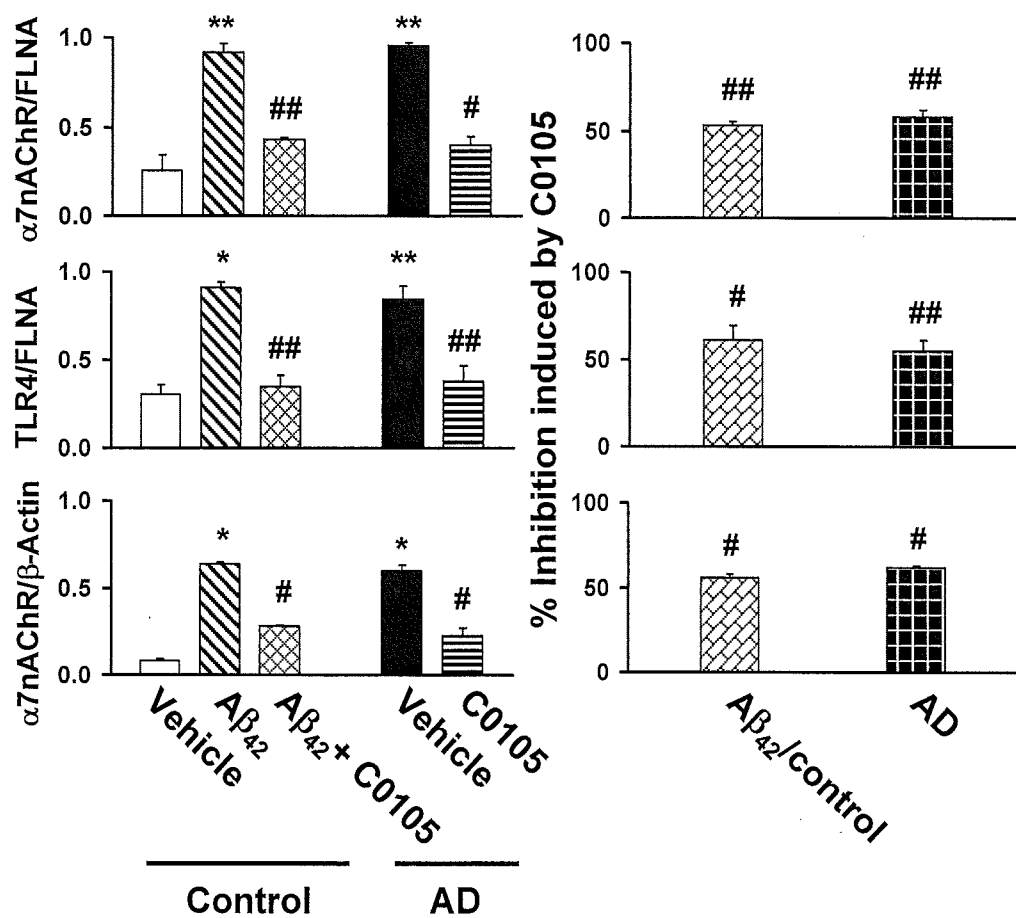 α7nAChR/FLNA
1.0
0.5
0.0
**
##
**
#
TLR4/FLNA
1.0
0.5
0.0
*
##
**
##
α7nAChR/β-Actin
1.0
0.5
0.0
*
#
*
#
Vehicle
Aβ42
Aβ42+ C0105
Vehicle
C0105
Control
AD
% Inhibition induced by C0105
100
50
0
##
##
100
50
0
#
##
100
50
0
#
#
Aβ42/control
AD